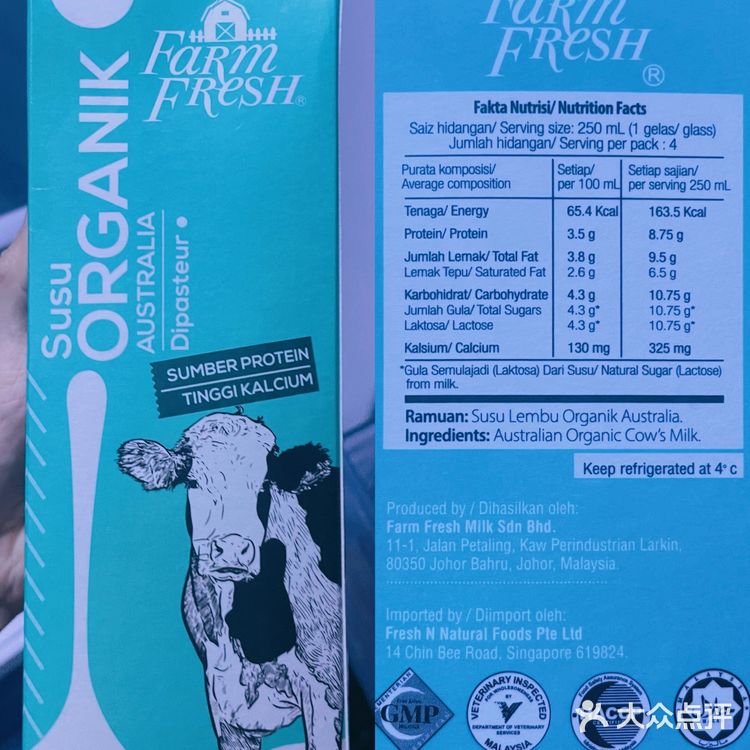 FARM
FRESH®
Susu
ORGANIK
AUSTRALIA
Dipasteur
SUMBER PROTEIN
TINGGI KALCIUM
FARM
FRESH
®
Fakta Nutrisi/ Nutrition Facts
Saiz hidangan/ Serving size: 250 mL (1 gelas/ glass)
Jumlah hidangan/ Serving per pack : 4
Purata komposisi/ Setiap/ Setiap sajian/
Average composition per 100 mL per serving 250 mL
Tenaga/ Energy 65.4 Kcal 163.5 Kcal
Protein/ Protein 3.5 g 8.75 g
Jumlah Lemak/ Total Fat 3.8 g 9.5 g
Lemak Tepu/ Saturated Fat 2.6 g 6.5 g
Karbohidrat/ Carbohydrate 4.3 g 10.75 g
Jumlah Gula/ Total Sugars 4.3 g* 10.75 g*
Laktosa/ Lactose 4.3 g* 10.75 g*
Kalsium/ Calcium 130 mg 325 mg
*Gula Semulajadi (Laktosa) Dari Susu/ Natural Sugar (Lactose)
from milk.
Ramuan: Susu Lembu Organik Australia.
Ingredients: Australian Organic Cow's Milk.
Keep refrigerated at 4° c
Produced by / Dihasilkan oleh:
Farm Fresh Milk Sdn Bhd.
11-1, Jalan Petaling, Kaw Perindustrian Larkin,
80350 Johor Bahru, Johor, Malaysia.
Imported by / Diimport oleh:
Fresh N Natural Foods Pte Ltd
14 Chin Bee Road, Singapore 619824.
GMP
VETERINARY INSPECTED
FOR WHOLESOMENESS
BY
DEPARTMENT OF VETERINARY
SERVICES
MALAYSIA
大众点评